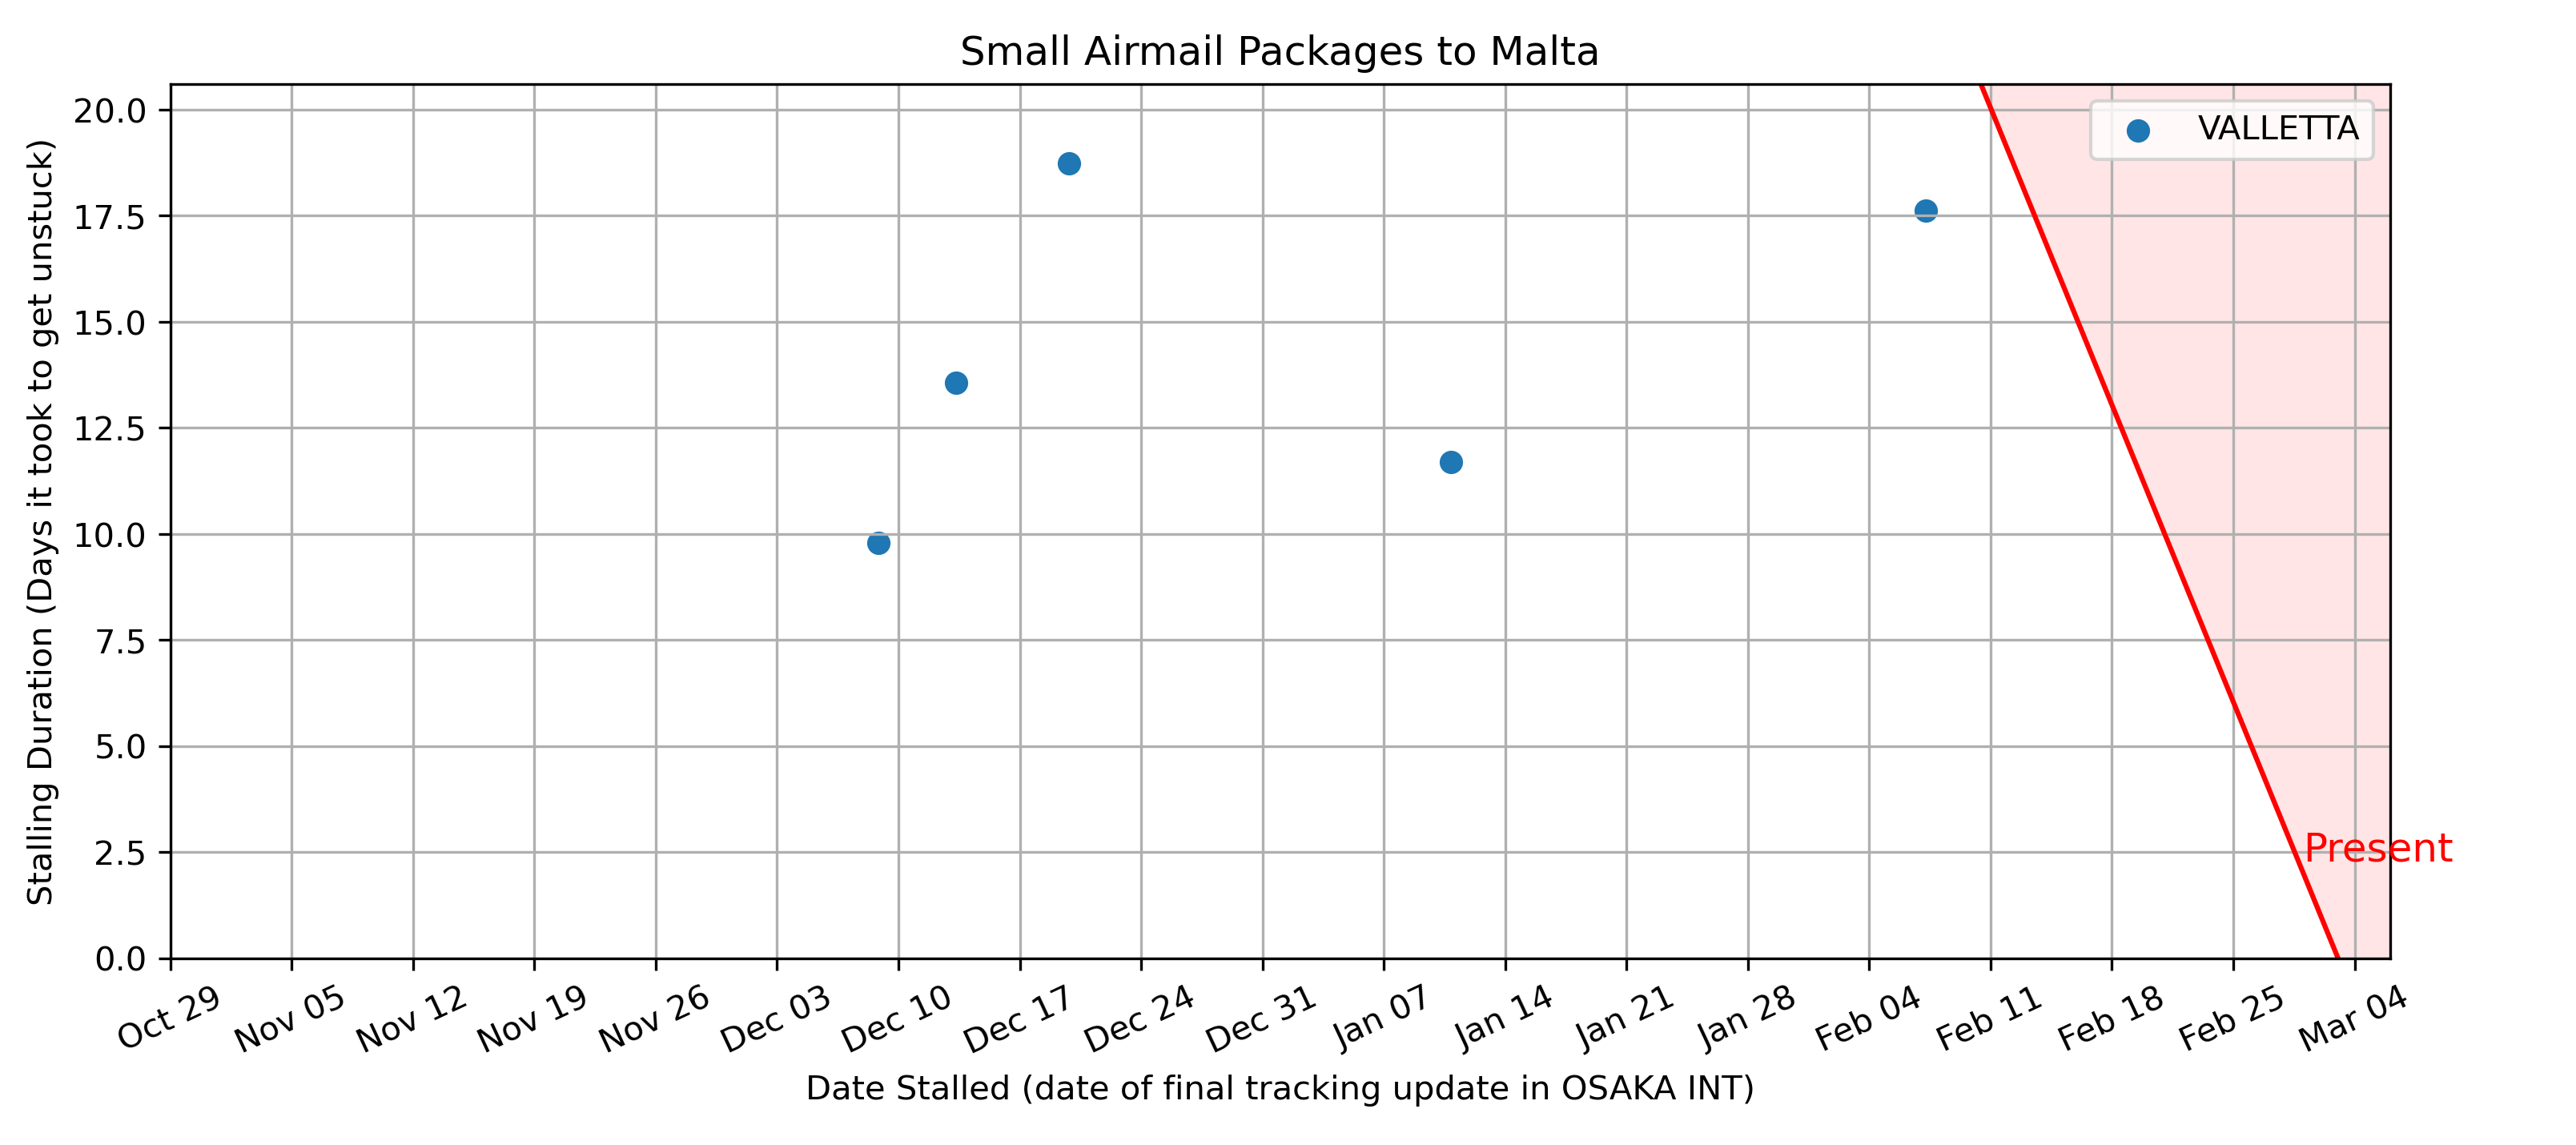 Small Airmail Packages to Malta
VALLETTA
Stalling Duration (Days it took to get unstuck)
20.0
17.5
15.0
12.5
10.0
7.5
5.0
2.5
0.0
Present
Oct 29 Nov 05 Nov 12 Nov 19 Nov 26 Dec 03 Dec 10 Dec 17 Dec 24 Dec 31 Jan 07 Jan 14 Jan 21 Jan 28 Feb 04 Feb 11 Feb 18 Feb 25 Mar 04
Date Stalled (date of final tracking update in OSAKA INT)